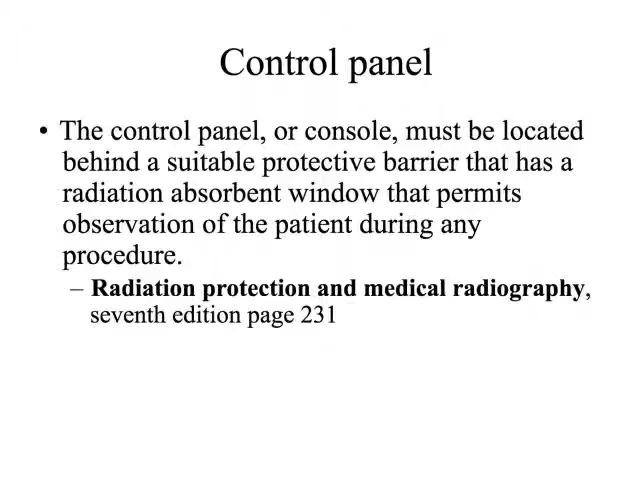 Control panel
• The control panel, or console, must be located
behind a suitable protective barrier that has a
radiation absorbent window that permits
observation of the patient during any
procedure.
– Radiation protection and medical radiography,
seventh edition page 231